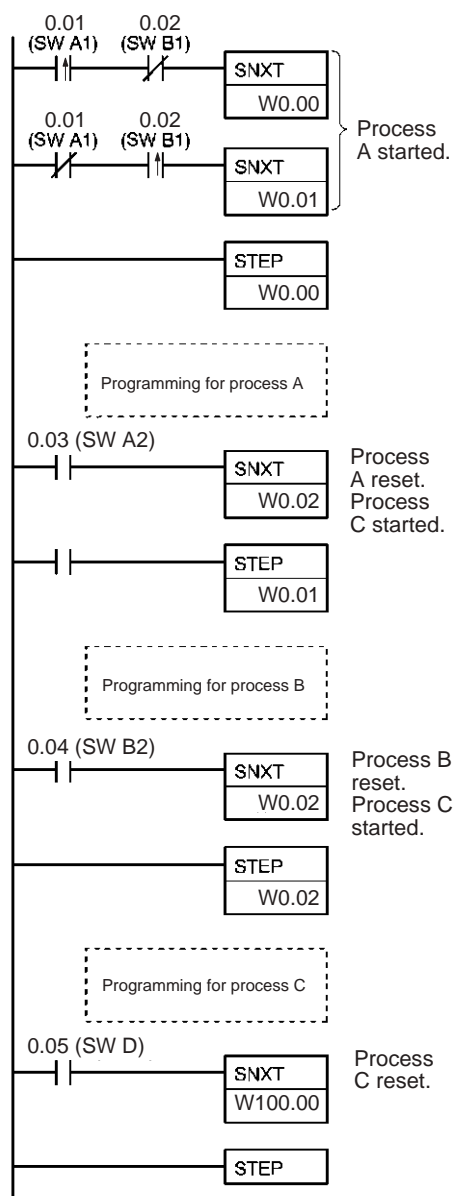 0.01 0.02
(SW A1) (SW B1)
SNXT
W0.00
0.01 0.02
(SW A1) (SW B1)
SNXT
W0.01
Process
A started.
STEP
W0.00
Programming for process A
0.03 (SW A2)
SNXT
W0.02
Process
A reset.
Process
C started.
STEP
W0.01
Programming for process B
0.04 (SW B2)
SNXT
W0.02
Process B
reset.
Process C
started.
STEP
W0.02
Programming for process C
0.05 (SW D)
SNXT
W100.00
Process
C reset.
STEP